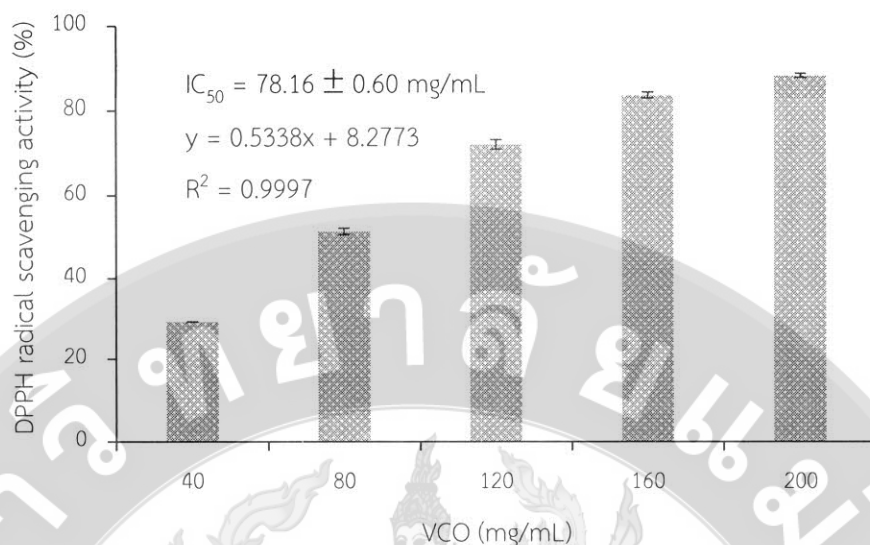 DPPH radical scavenging activity (%)
100
80
60
40
20
0
IC50 = 78.16 ± 0.60 mg/mL
y = 0.5338x + 8.2773
R² = 0.9997
40 80 120 160 200
VCO (mg/mL)